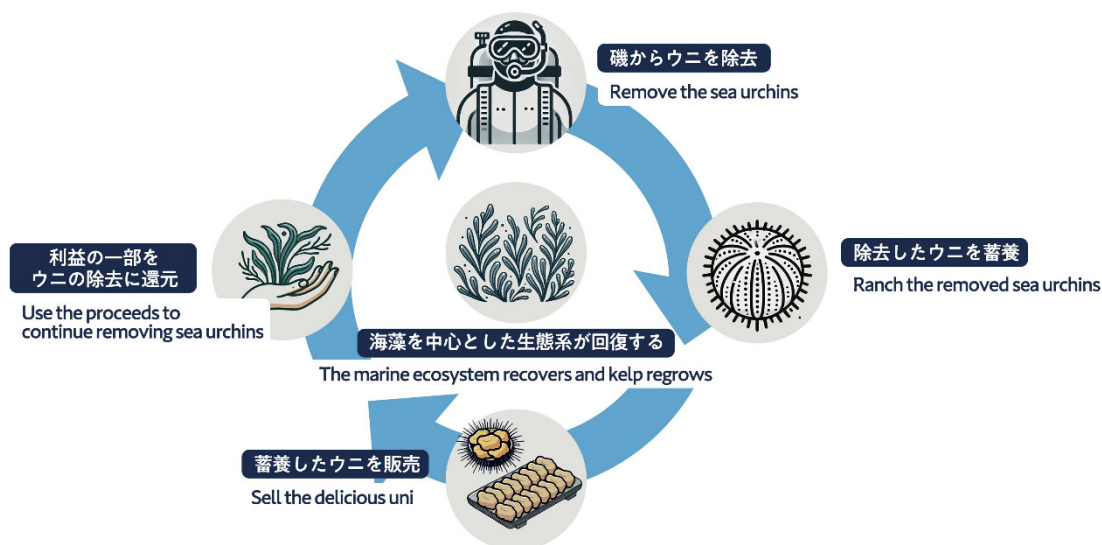 磯からウニを除去
Remove the sea urchins
除去したウニを蓄養
Ranch the removed sea urchins
蓄養したウニを販売
Sell the delicious uni
利益の一部を
ウニの除去に還元
Use the proceeds to
continue removing sea urchins
海藻を中心とした生態系が回復する
The marine ecosystem recovers and kelp regrows